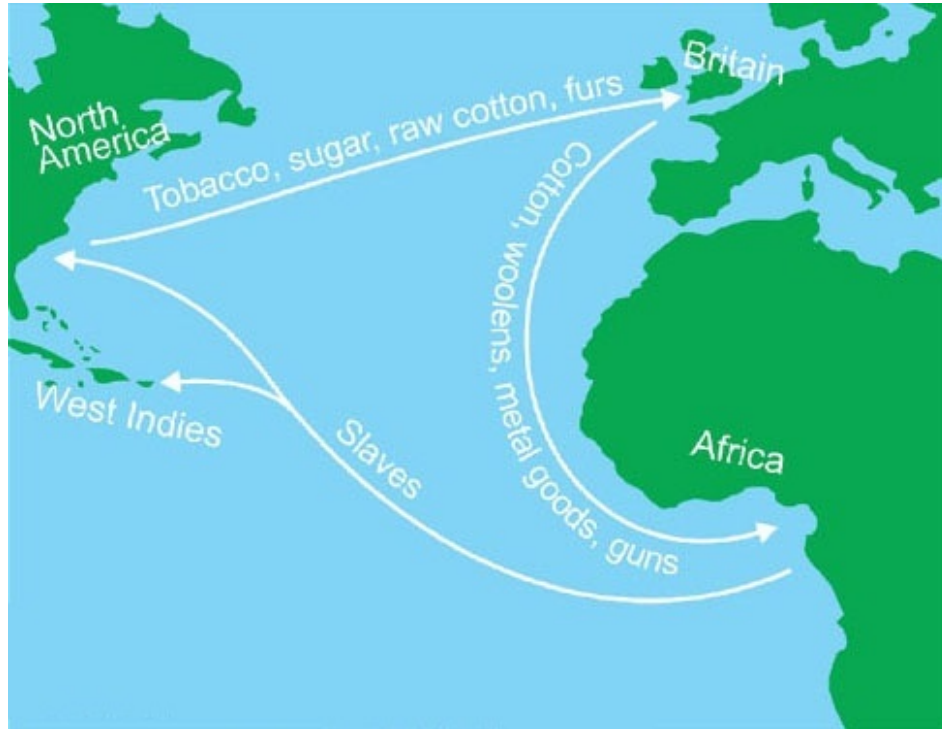 North
America
Tobacco, sugar, raw cotton, furs
Britain
Cotton, woolens, metal goods, guns
West Indies
Slaves
Africa